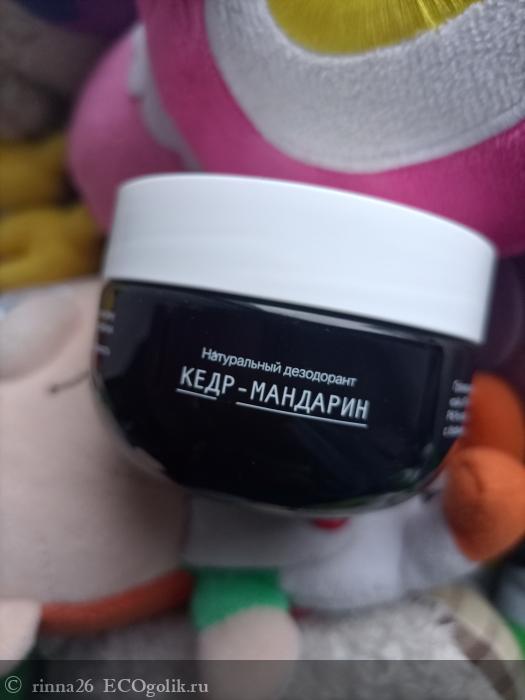 Натуральный дезодорант
КЕДР-МАНДАРИН
© rinna26 ECOgolik.ru